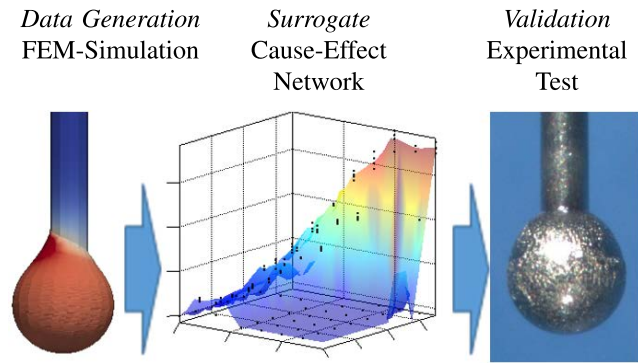 Data Generation
FEM-Simulation
Surrogate
Cause-Effect
Network
Validation
Experimental
Test